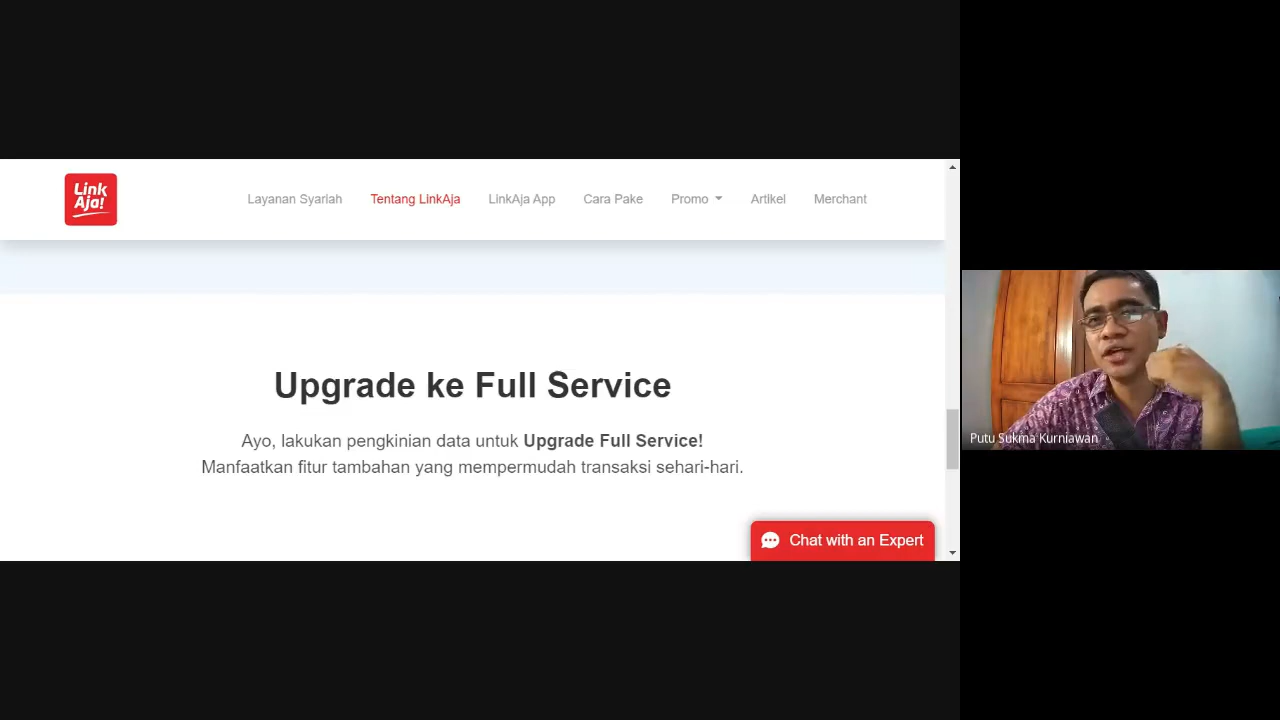 Link
Aja!
Layanan Syariah Tentang LinkAja LinkAja App Cara Pake Promo Artikel Merchant
Upgrade ke Full Service
Ayo, lakukan pengkinian data untuk Upgrade Full Service!
Manfaatkan fitur tambahan yang mempermudah transaksi sehari-hari.
Chat with an Expert
Putu Sukma Kurniawan